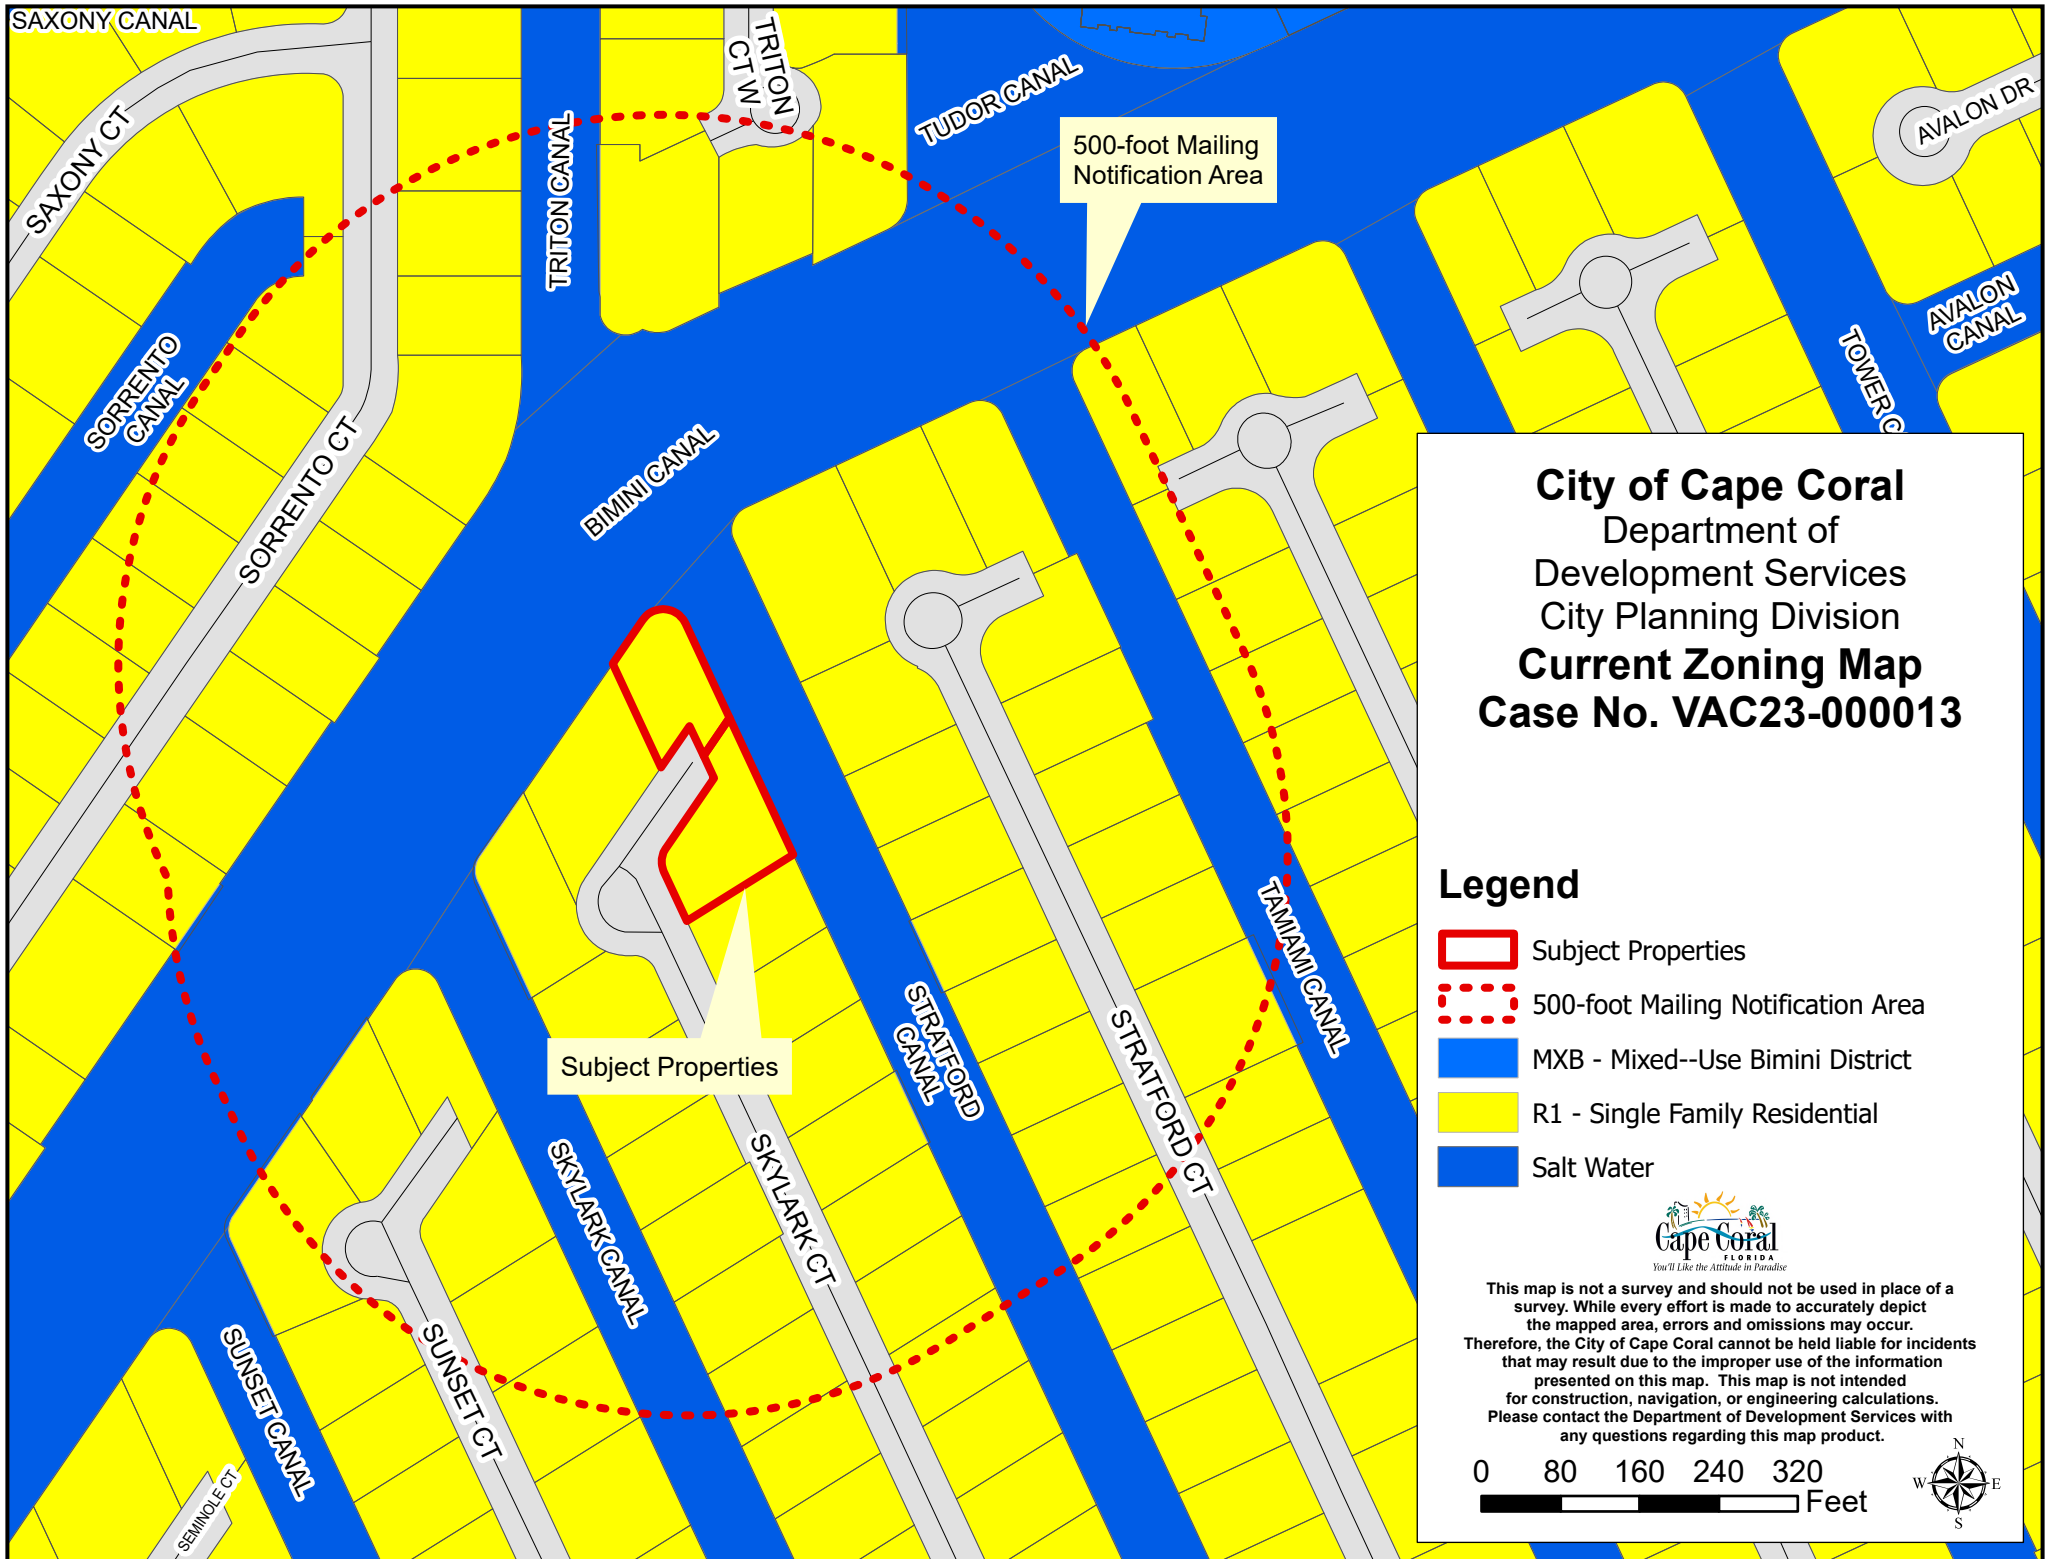 SAXONY CANAL
SAXONY CT
TRITON
CT W
TRITON CANAL
TUDOR CANAL
500-foot Mailing
Notification Area
AVALON DR
AVALON
CANAL
TOWER C
SORRENTO
CANAL
SORRENTO CT
BIMINI CANAL
TAMIAMI CANAL
STRATFORD
CANAL
STRATFORD CT
Subject Properties
SKYLARK CANAL
SKYLARK CT
SUNSET CANAL
SUNSET CT
SEMINOLE CT
City of Cape Coral
Department of
Development Services
City Planning Division
Current Zoning Map
Case No. VAC23-000013
Legend
Subject Properties
500-foot Mailing Notification Area
MXB - Mixed--Use Bimini District
R1 - Single Family Residential
Salt Water
Cape Coral
FLORIDA
You'll Like the Attitude in Paradise
This map is not a survey and should not be used in place of a
survey. While every effort is made to accurately depict
the mapped area, errors and omissions may occur.
Therefore, the City of Cape Coral cannot be held liable for incidents
that may result due to the improper use of the information
presented on this map.  This map is not intended
for construction, navigation, or engineering calculations.
Please contact the Department of Development Services with
any questions regarding this map product.
0 80 160 240 320
Feet
N
W E
S